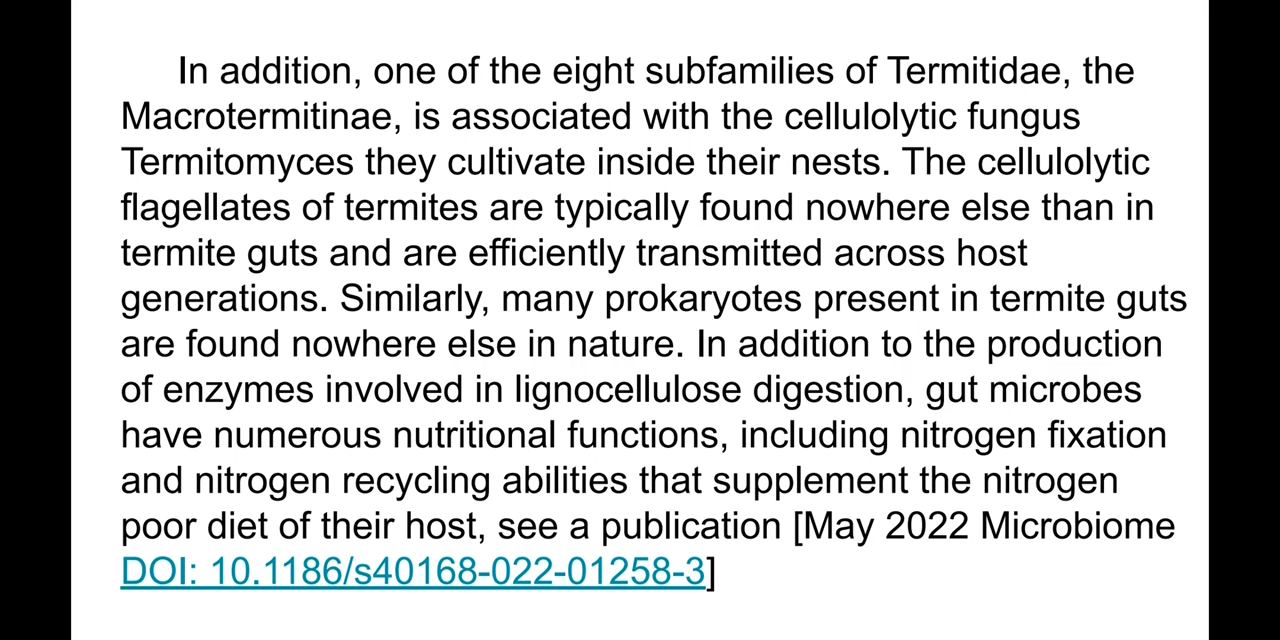 In addition, one of the eight subfamilies of Termitidae, the
Macrotermitinae, is associated with the cellulolytic fungus
Termitomyces they cultivate inside their nests. The cellulolytic
flagellates of termites are typically found nowhere else than in
termite guts and are efficiently transmitted across host
generations. Similarly, many prokaryotes present in termite guts
are found nowhere else in nature. In addition to the production
of enzymes involved in lignocellulose digestion, gut microbes
have numerous nutritional functions, including nitrogen fixation
and nitrogen recycling abilities that supplement the nitrogen
poor diet of their host, see a publication [May 2022 Microbiome
DOI: 10.1186/s40168-022-01258-3]